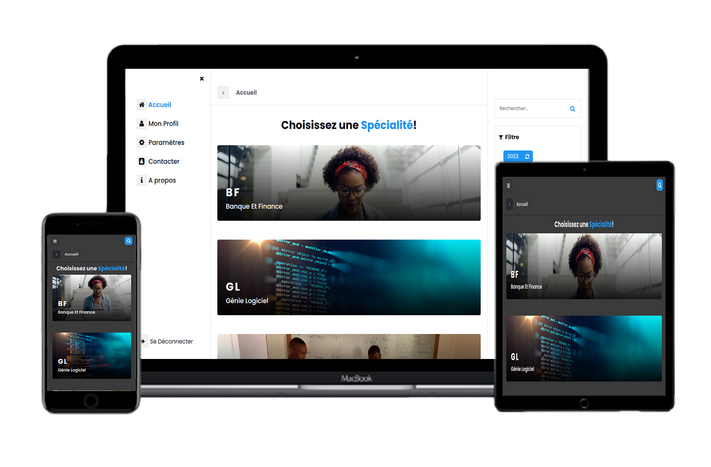 Accueil
Mon Profil
Paramètres
Contacter
A propos
Se Déconnecter
Accueil
Choisissez une Spécialité!
BF
Banque Et Finance
GL
Génie Logiciel
Rechercher...
Filtre
2023
MacBook
Accueil
Choisissez une Spécialité!
BF
Banque Et Finance
GL
Génie Logiciel
Accueil
Choisissez une Spécialité!
BF
Banque Et Finance
GL
Génie Logiciel